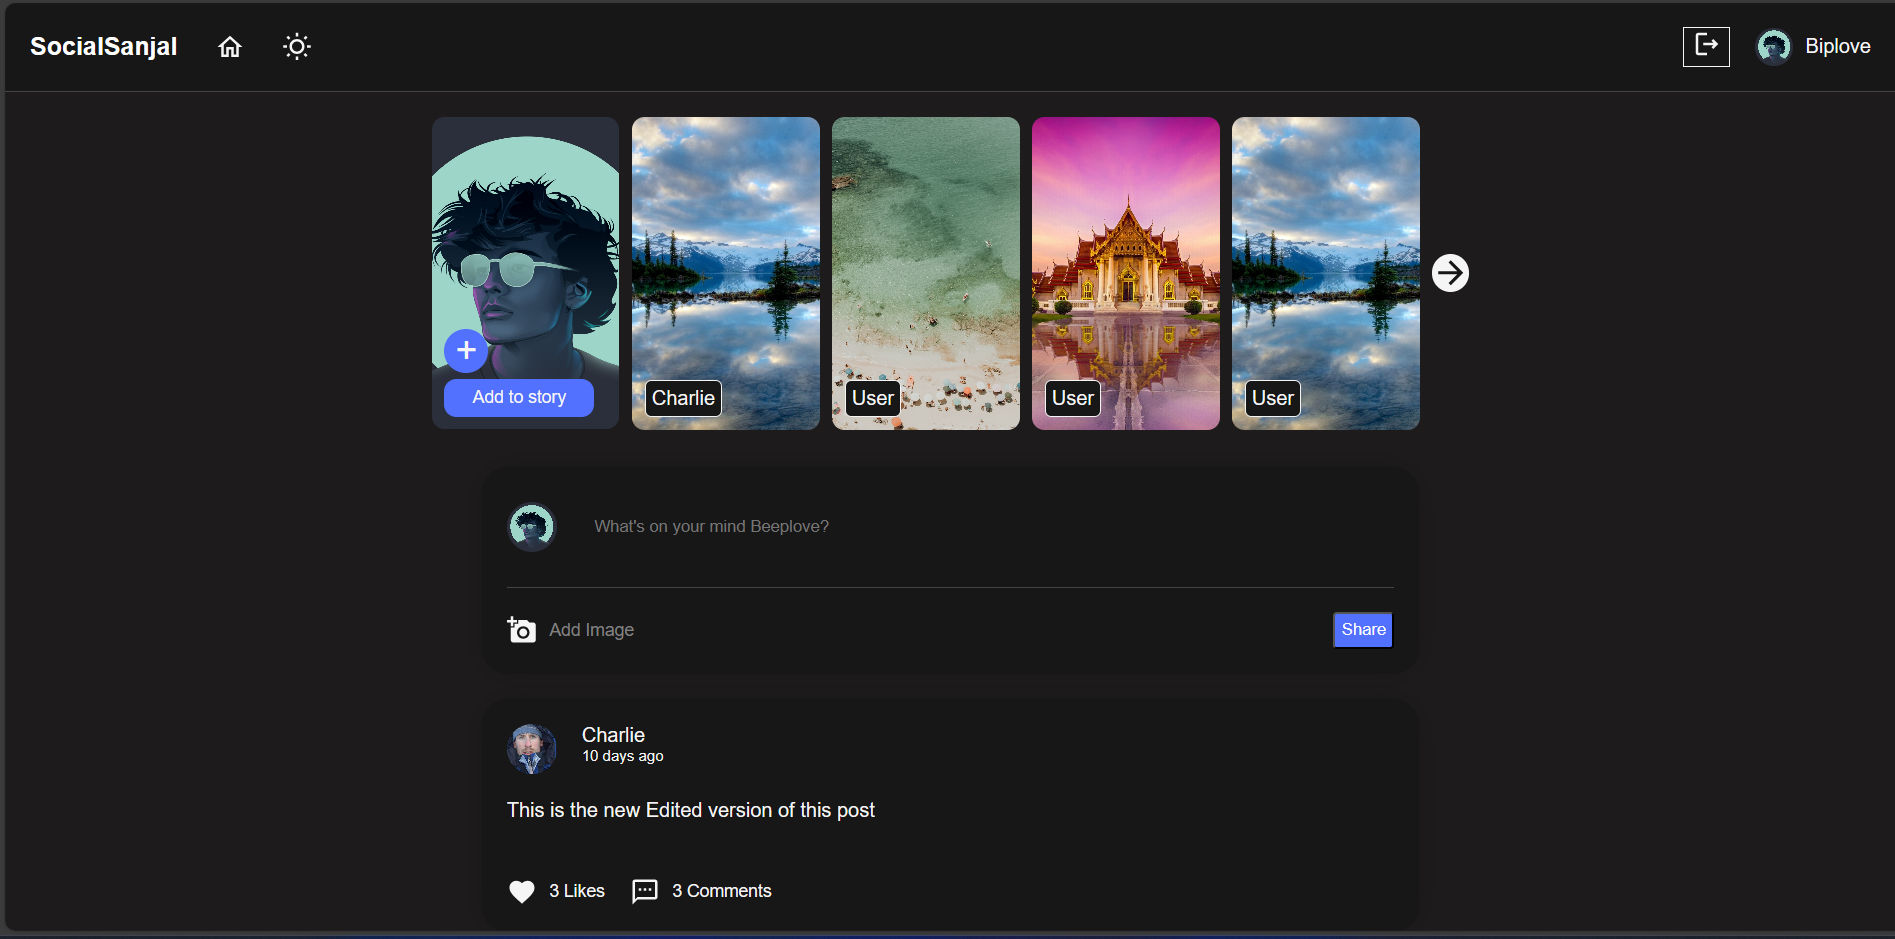 SocialSanjal
Biplove
Add to story
Charlie
User
User
User
What's on your mind Beeplove?
Add Image
Share
Charlie
10 days ago
This is the new Edited version of this post
3 Likes
3 Comments